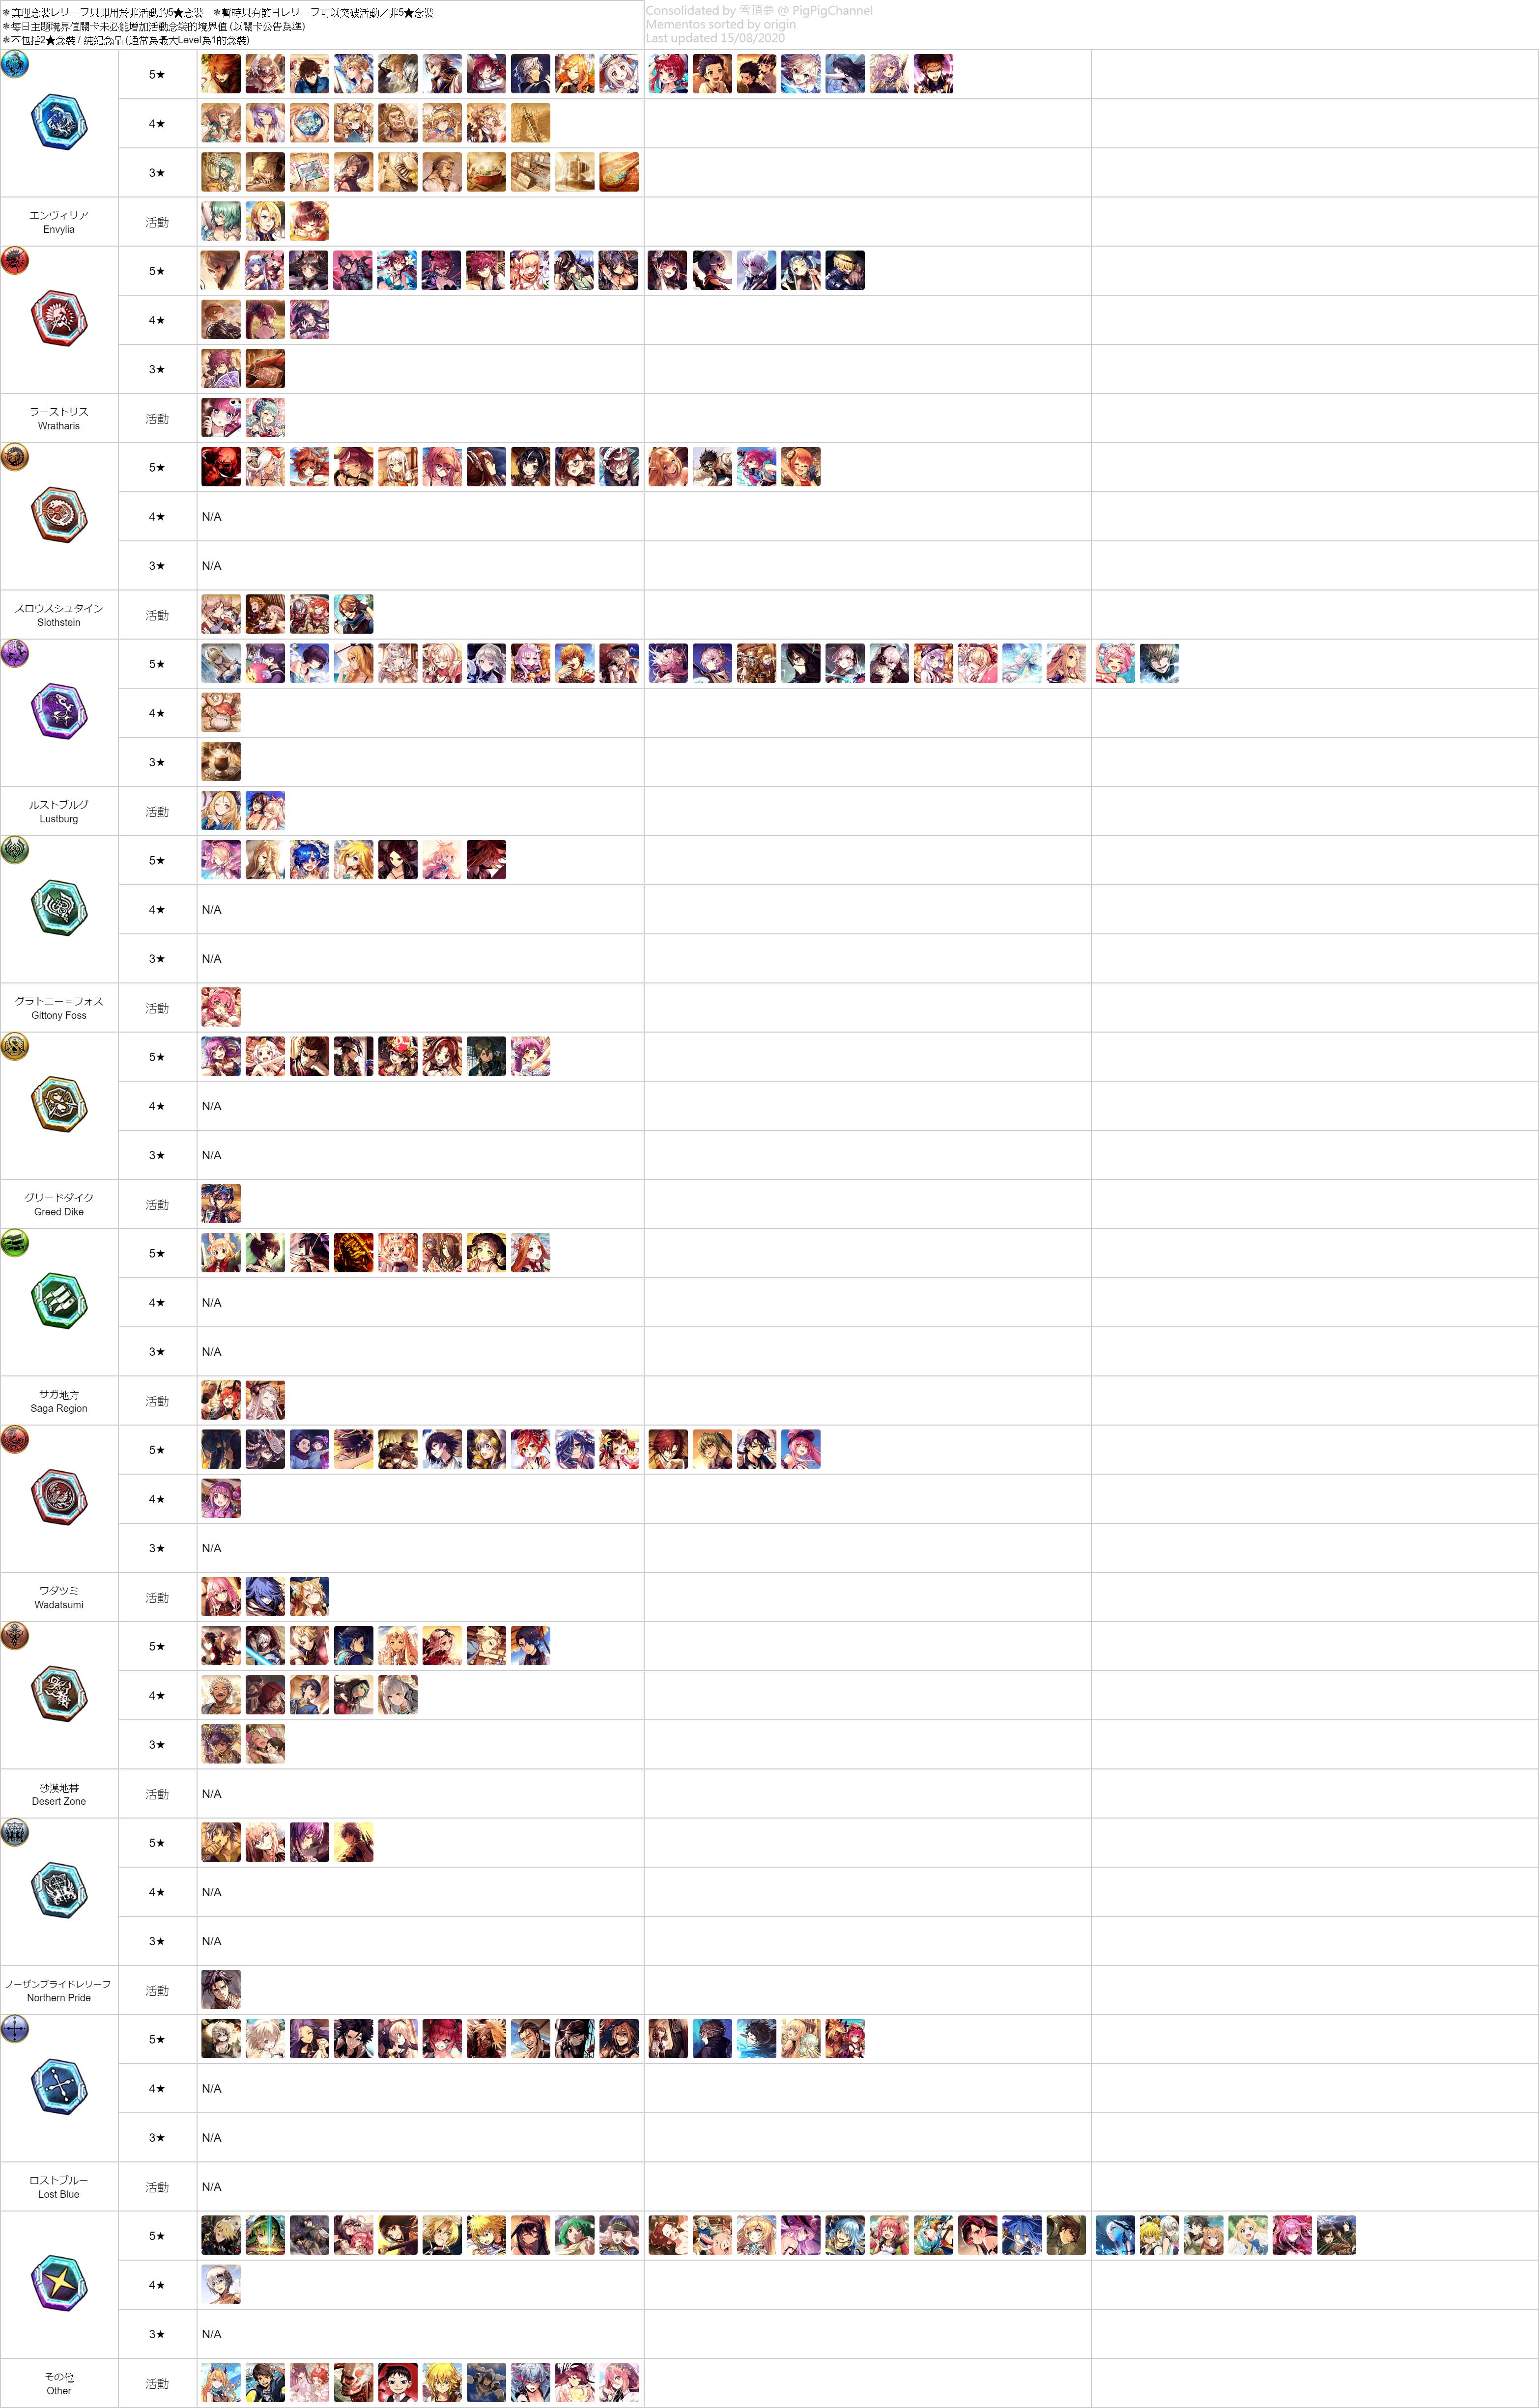 ＊真理念裝レリーフ只即用於非活動的5★念裝　＊暫時只有節日レリーフ可以突破活動／非5★念裝
＊每日主題境界值關卡未必能增加活動念裝的境界值 (以關卡公告為準)
＊不包括2★念裝 / 純紀念品 (通常為最大Level為1的念裝)
Consolidated by 雪頂夢 @ PigPigChannel
Mementos sorted by origin
Last updated 15/08/2020
5★
4★
3★
エンヴィリア
Envylia
活動
5★
4★
3★
ラーストリス
Wratharis
活動
5★
4★
N/A
3★
N/A
スロウスシュタイン
Slothstein
活動
5★
4★
3★
ルストブルグ
Lustburg
活動
5★
4★
N/A
3★
N/A
グラトニー＝フォス
Glttony Foss
活動
5★
4★
N/A
3★
N/A
グリードダイク
Greed Dike
活動
5★
4★
N/A
3★
N/A
サガ地方
Saga Region
活動
5★
4★
3★
N/A
ワダツミ
Wadatsumi
活動
5★
4★
3★
砂漠地帯
Desert Zone
活動
N/A
5★
4★
N/A
3★
N/A
ノーザンブライドレリーフ
Northern Pride
活動
5★
4★
N/A
3★
N/A
ロストブルー
Lost Blue
活動
N/A
5★
4★
3★
N/A
その他
Other
活動